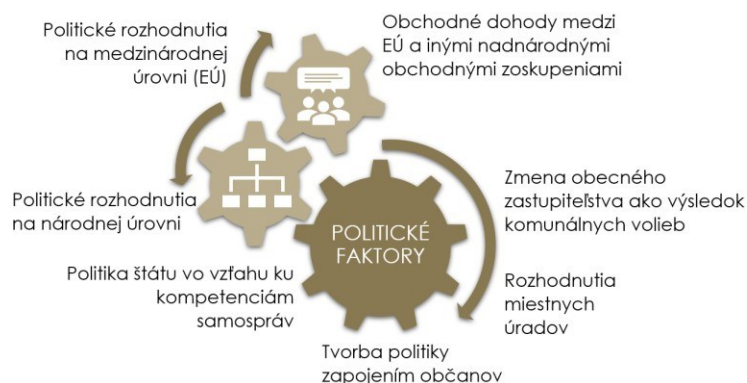 Politické rozhodnutia
na medzinárodnej
úrovni (EÚ)
Obchodné dohody medzi
EÚ a inými nadnárodnými
obchodnými zoskupeniami
Politické rozhodnutia
na národnej úrovni
Zmena obecného
zastupiteľstva ako výsledok
komunálnych volieb
POLITICKÉ
FAKTORY
Politika štátu vo vzťahu ku
kompetenciám
samospráv
Rozhodnutia
miestnych
úradov
Tvorba politiky
zapojením občanov